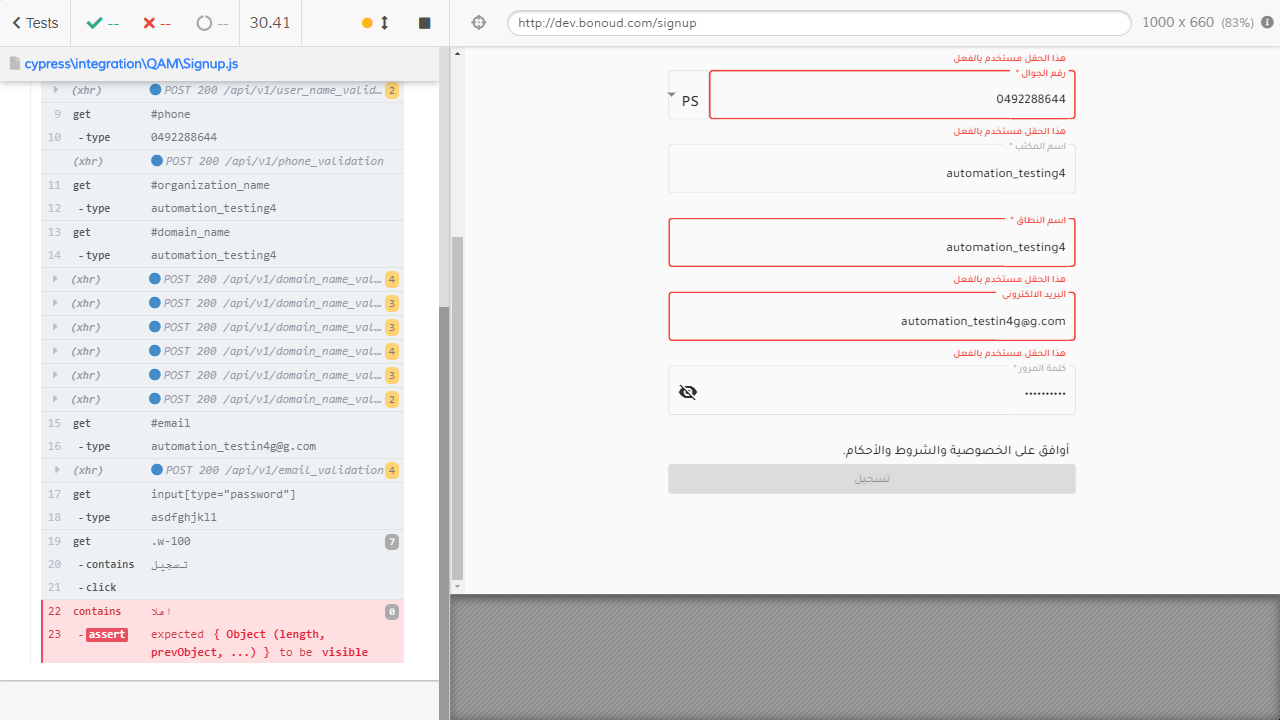 Tests
--
--
--
30.41
http://dev.bonoud.com/signup
1000 x 660 (83%)
cypress\integration\QAM\Signup.js
(xhr) POST 200 /api/v1/user_name_valid... 2
9 get #phone
10 - type 0492288644
(xhr) POST 200 /api/v1/phone_validation
11 get #organization_name
12 - type automation_testing4
13 get #domain_name
14 - type automation_testing4
(xhr) POST 200 /api/v1/domain_name_val... 4
(xhr) POST 200 /api/v1/domain_name_val... 3
(xhr) POST 200 /api/v1/domain_name_val... 3
(xhr) POST 200 /api/v1/domain_name_val... 4
(xhr) POST 200 /api/v1/domain_name_val... 3
(xhr) POST 200 /api/v1/domain_name_val... 2
15 get #email
16 - type automation_testin4g@g.com
(xhr) POST 200 /api/v1/email_validation 4
17 get input[type="password"]
18 - type asdfghjkl1
19 get .w-100 7
20 - contains تسجيل
21 - click
22 contains اهلا 0
23 - assert expected { Object (length,
prevObject, ...) } to be visible
هذا الحقل مستخدم بالفعل
رقم الجوال *
PS
0492288644
هذا الحقل مستخدم بالفعل
اسم المكتب *
automation_testing4
اسم النطاق *
automation_testing4
هذا الحقل مستخدم بالفعل
البريد الالكتروني
automation_testin4g@g.com
هذا الحقل مستخدم بالفعل
كلمة المرور *
••••••••••
أوافق على الخصوصية والشروط والأحكام.
تسجيل